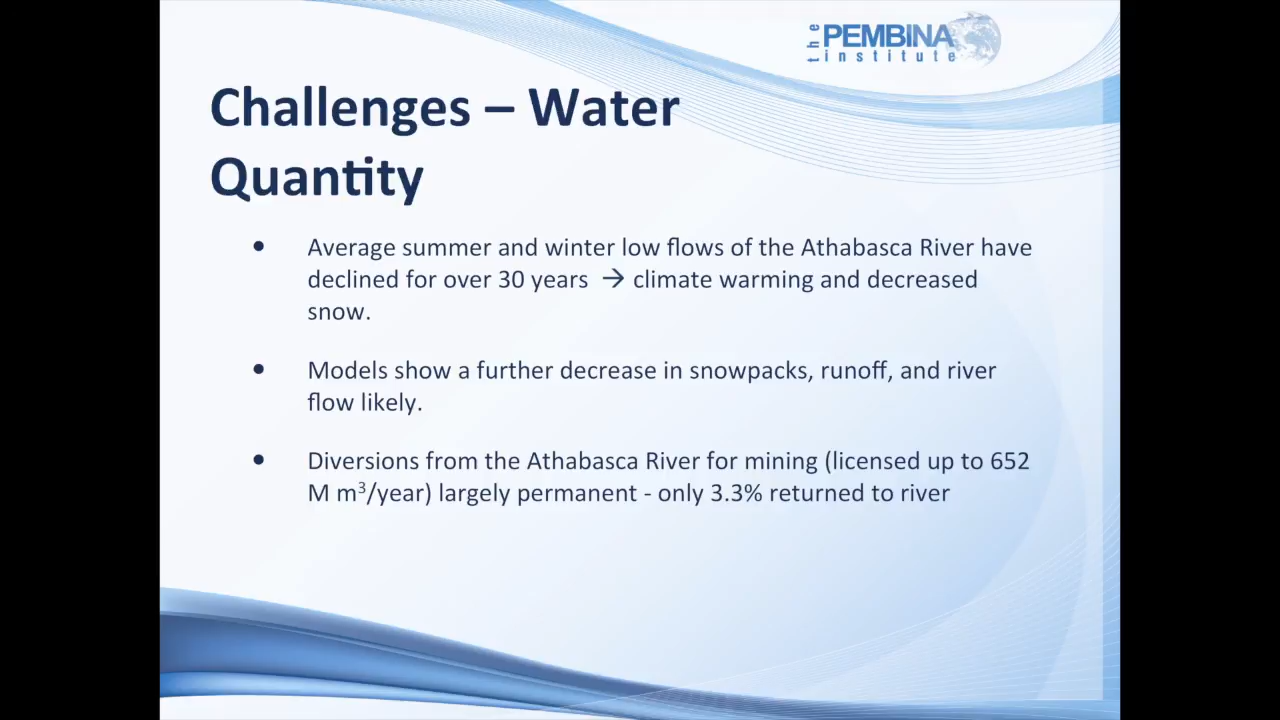 the PEMBINA
institute
Challenges – Water
Quantity
• Average summer and winter low flows of the Athabasca River have
declined for over 30 years → climate warming and decreased
snow.
• Models show a further decrease in snowpacks, runoff, and river
flow likely.
• Diversions from the Athabasca River for mining (licensed up to 652
M m³/year) largely permanent - only 3.3% returned to river